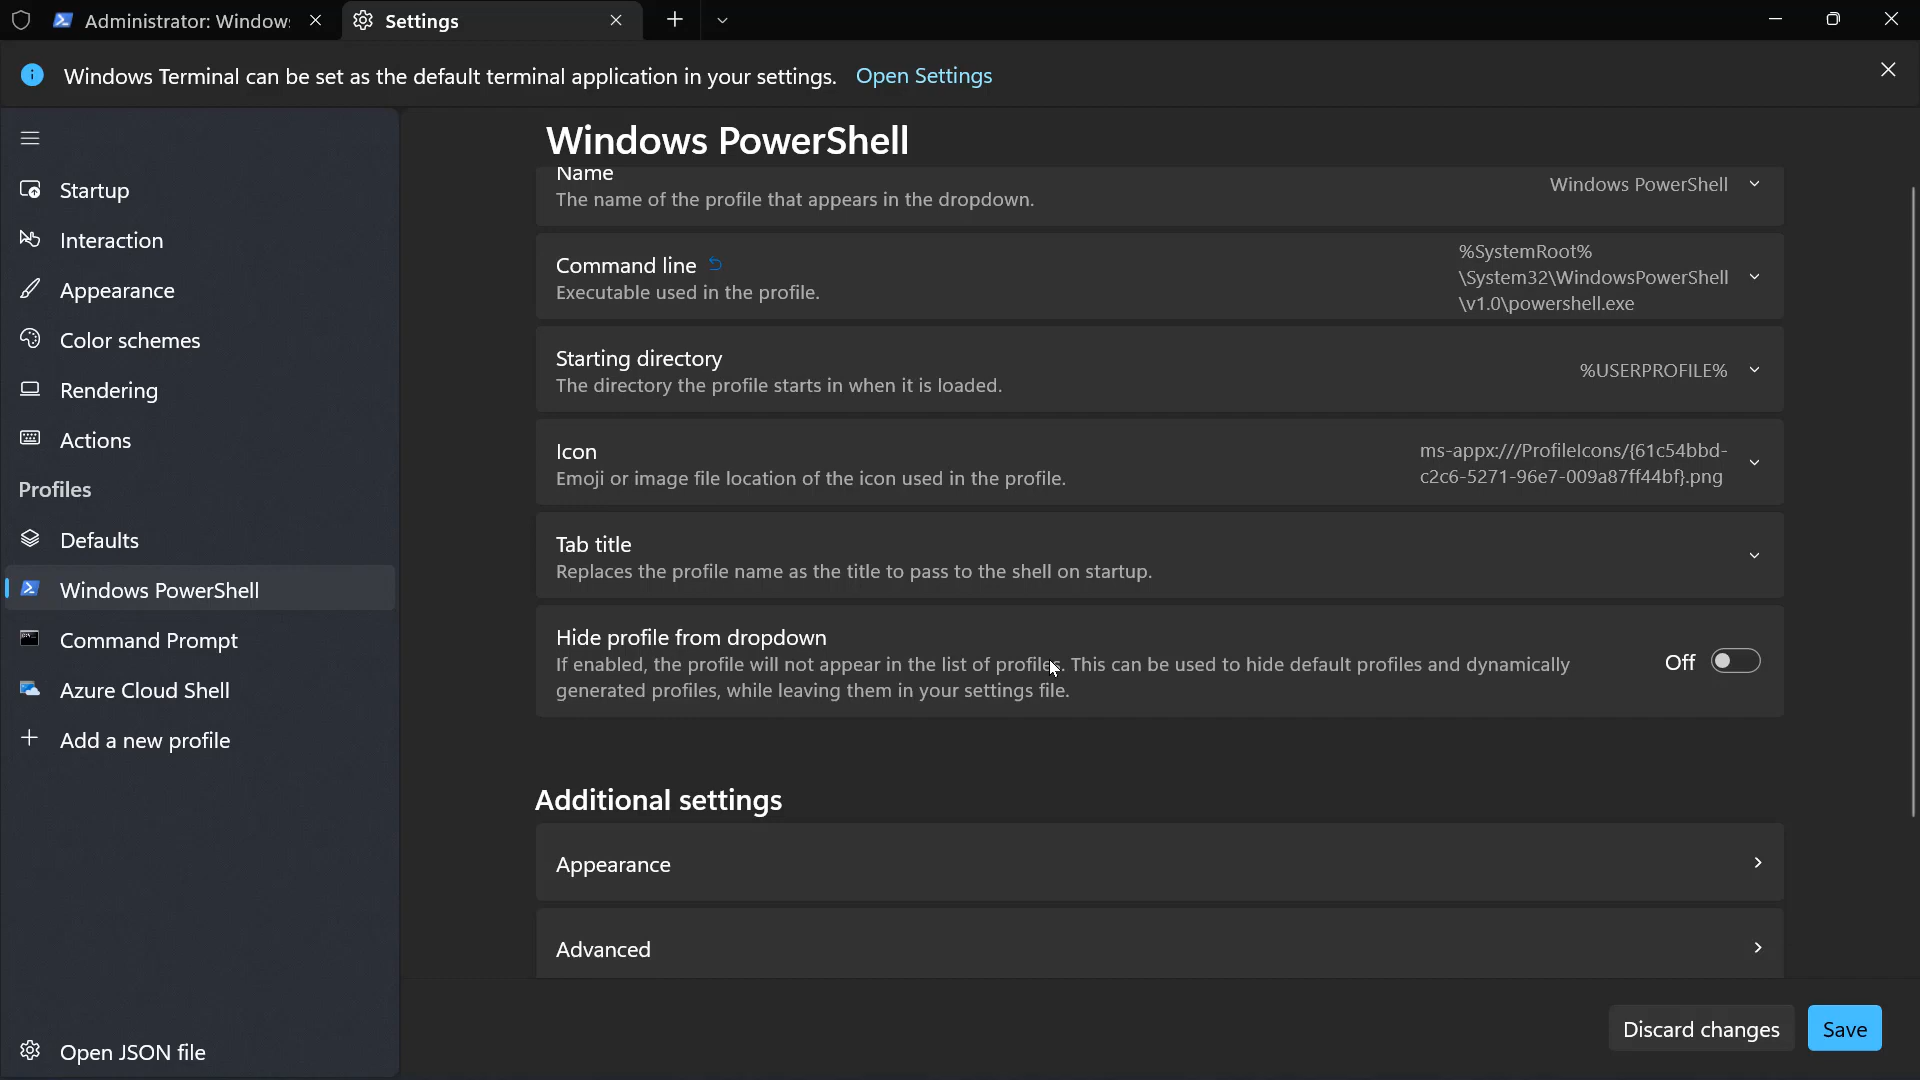 Administrator: Window
Settings
Windows Terminal can be set as the default terminal application in your settings. Open Settings
Startup
Interaction
Appearance
Color schemes
Rendering
Actions
Profiles
Defaults
Windows PowerShell
Command Prompt
Azure Cloud Shell
Add a new profile
Open JSON file
Windows PowerShell
Name
The name of the profile that appears in the dropdown.
Windows PowerShell
Command line
Executable used in the profile.
%SystemRoot%
\System32\WindowsPowerShell
\v1.0\powershell.exe
Starting directory
The directory the profile starts in when it is loaded.
%USERPROFILE%
Icon
Emoji or image file location of the icon used in the profile.
ms-appx:///ProfileIcons/{61c54bbd-
c2c6-5271-96e7-009a87ff44bf}.png
Tab title
Replaces the profile name as the title to pass to the shell on startup.
Hide profile from dropdown
If enabled, the profile will not appear in the list of profiles. This can be used to hide default profiles and dynamically
generated profiles, while leaving them in your settings file.
Off
Additional settings
Appearance
Advanced
Discard changes
Save